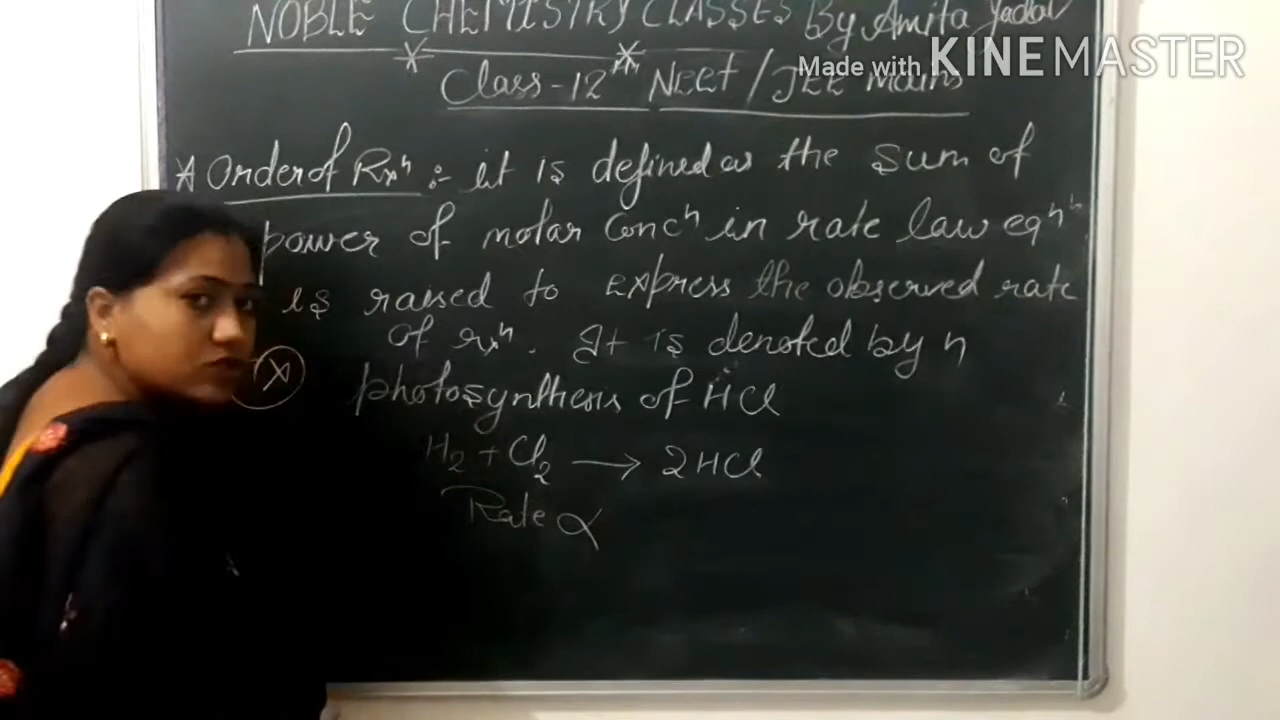 NOBLE CHEMISTRY CLASSES By Amita Yadav
Made with KINEMASTER
Class-12th NEET/JEE Mains
* Order of Rxⁿ :- it is defined as the sum of
power of molar Concⁿ in rate law eqⁿ
is raised to express the observed rate
of rxⁿ. It is denoted by n
photosynthesis of HCl
H₂ + Cl₂ → 2HCl
Rate ∝